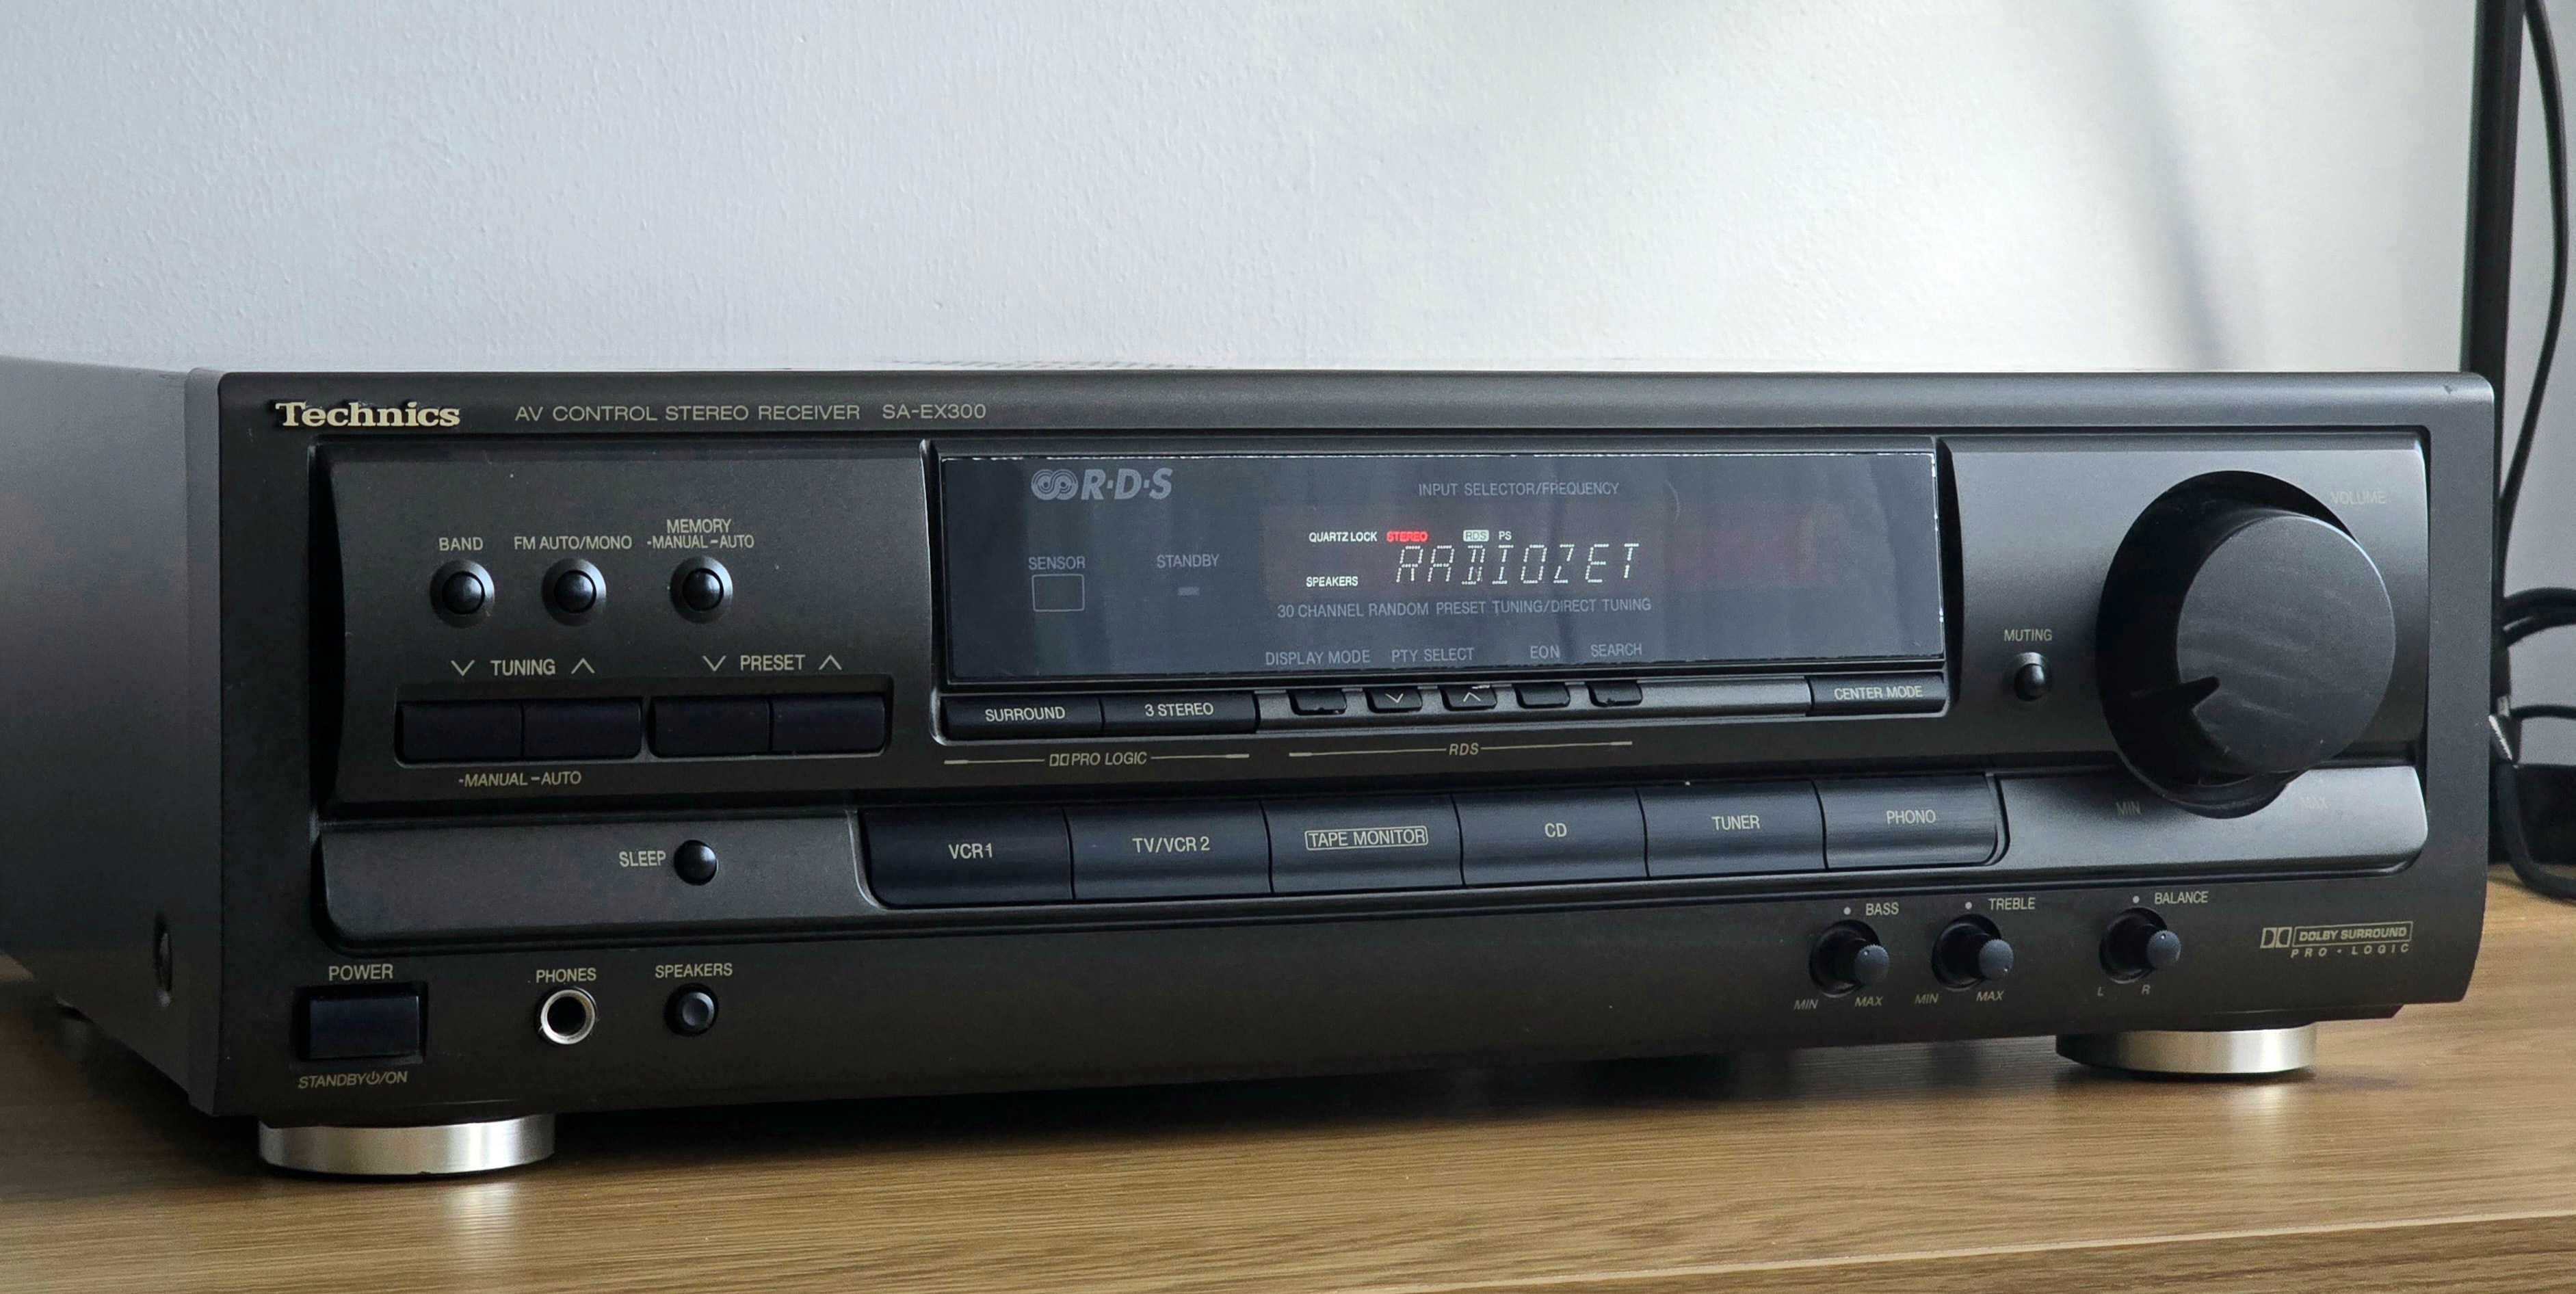 Technics AV CONTROL STEREO RECEIVER SA-EX300
R·D·S
INPUT SELECTOR/FREQUENCY
VOLUME
QUARTZ LOCK STEREO RDS PS
RADIOZET
SPEAKERS
SENSOR
STANDBY
30 CHANNEL RANDOM PRESET TUNING/DIRECT TUNING
DISPLAY MODE PTY SELECT EON SEARCH
BAND
FM AUTO/MONO
MEMORY
-MANUAL –AUTO
TUNING
PRESET
-MANUAL –AUTO
SURROUND
3 STEREO
CENTER MODE
PRO LOGIC
RDS
MUTING
MIN
MAX
SLEEP
VCR 1
TV/VCR 2
TAPE MONITOR
CD
TUNER
PHONO
POWER
STANDBY⏻/ON
PHONES
SPEAKERS
BASS
MIN MAX
TREBLE
MIN MAX
BALANCE
L R
DOLBY SURROUND
PRO • LOGIC